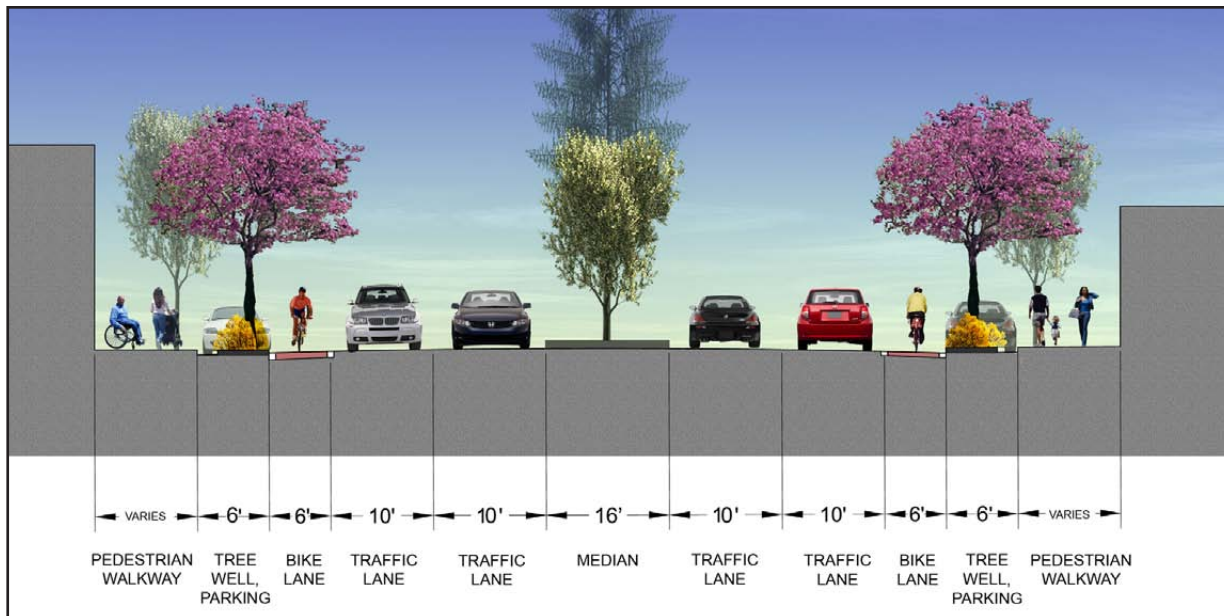 VARIES 6' 6' 10' 10' 16' 10' 10' 6' 6' VARIES
PEDESTRIAN WALKWAY
TREE WELL, PARKING
BIKE LANE
TRAFFIC LANE
TRAFFIC LANE
MEDIAN
TRAFFIC LANE
TRAFFIC LANE
BIKE LANE
TREE WELL, PARKING
PEDESTRIAN WALKWAY